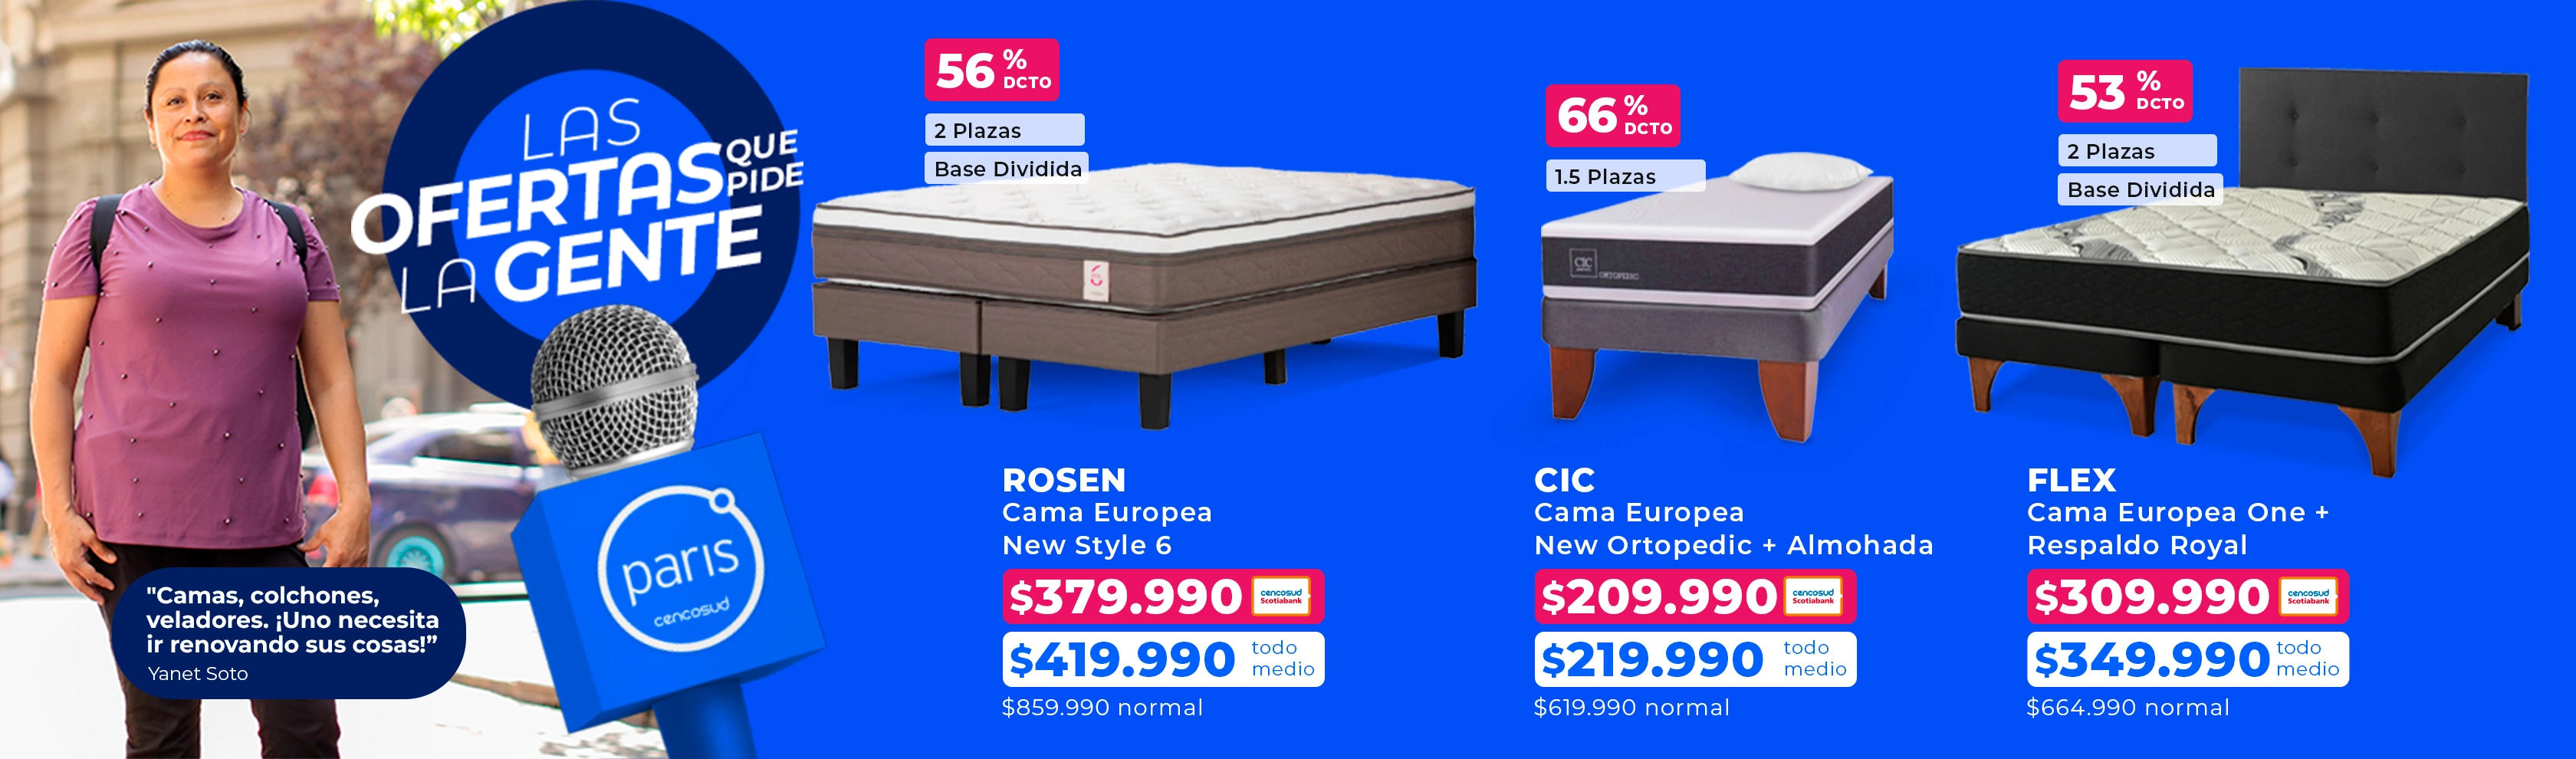 LAS
OFERTAS QUE PIDE
LA GENTE
paris
cencosud
"Camas, colchones,
veladores. ¡Uno necesita
ir renovando sus cosas!”
Yanet Soto
56 % DCTO
2 Plazas
Base Dividida
ROSEN
Cama Europea
New Style 6
$379.990 cencosud Scotiabank
$419.990 todo medio
$859.990 normal
66 % DCTO
1.5 Plazas
CIC
ORTOPEDIC
CIC
Cama Europea
New Ortopedic + Almohada
$209.990 cencosud Scotiabank
$219.990 todo medio
$619.990 normal
53 % DCTO
2 Plazas
Base Dividida
FLEX
Cama Europea One +
Respaldo Royal
$309.990 cencosud Scotiabank
$349.990 todo medio
$664.990 normal